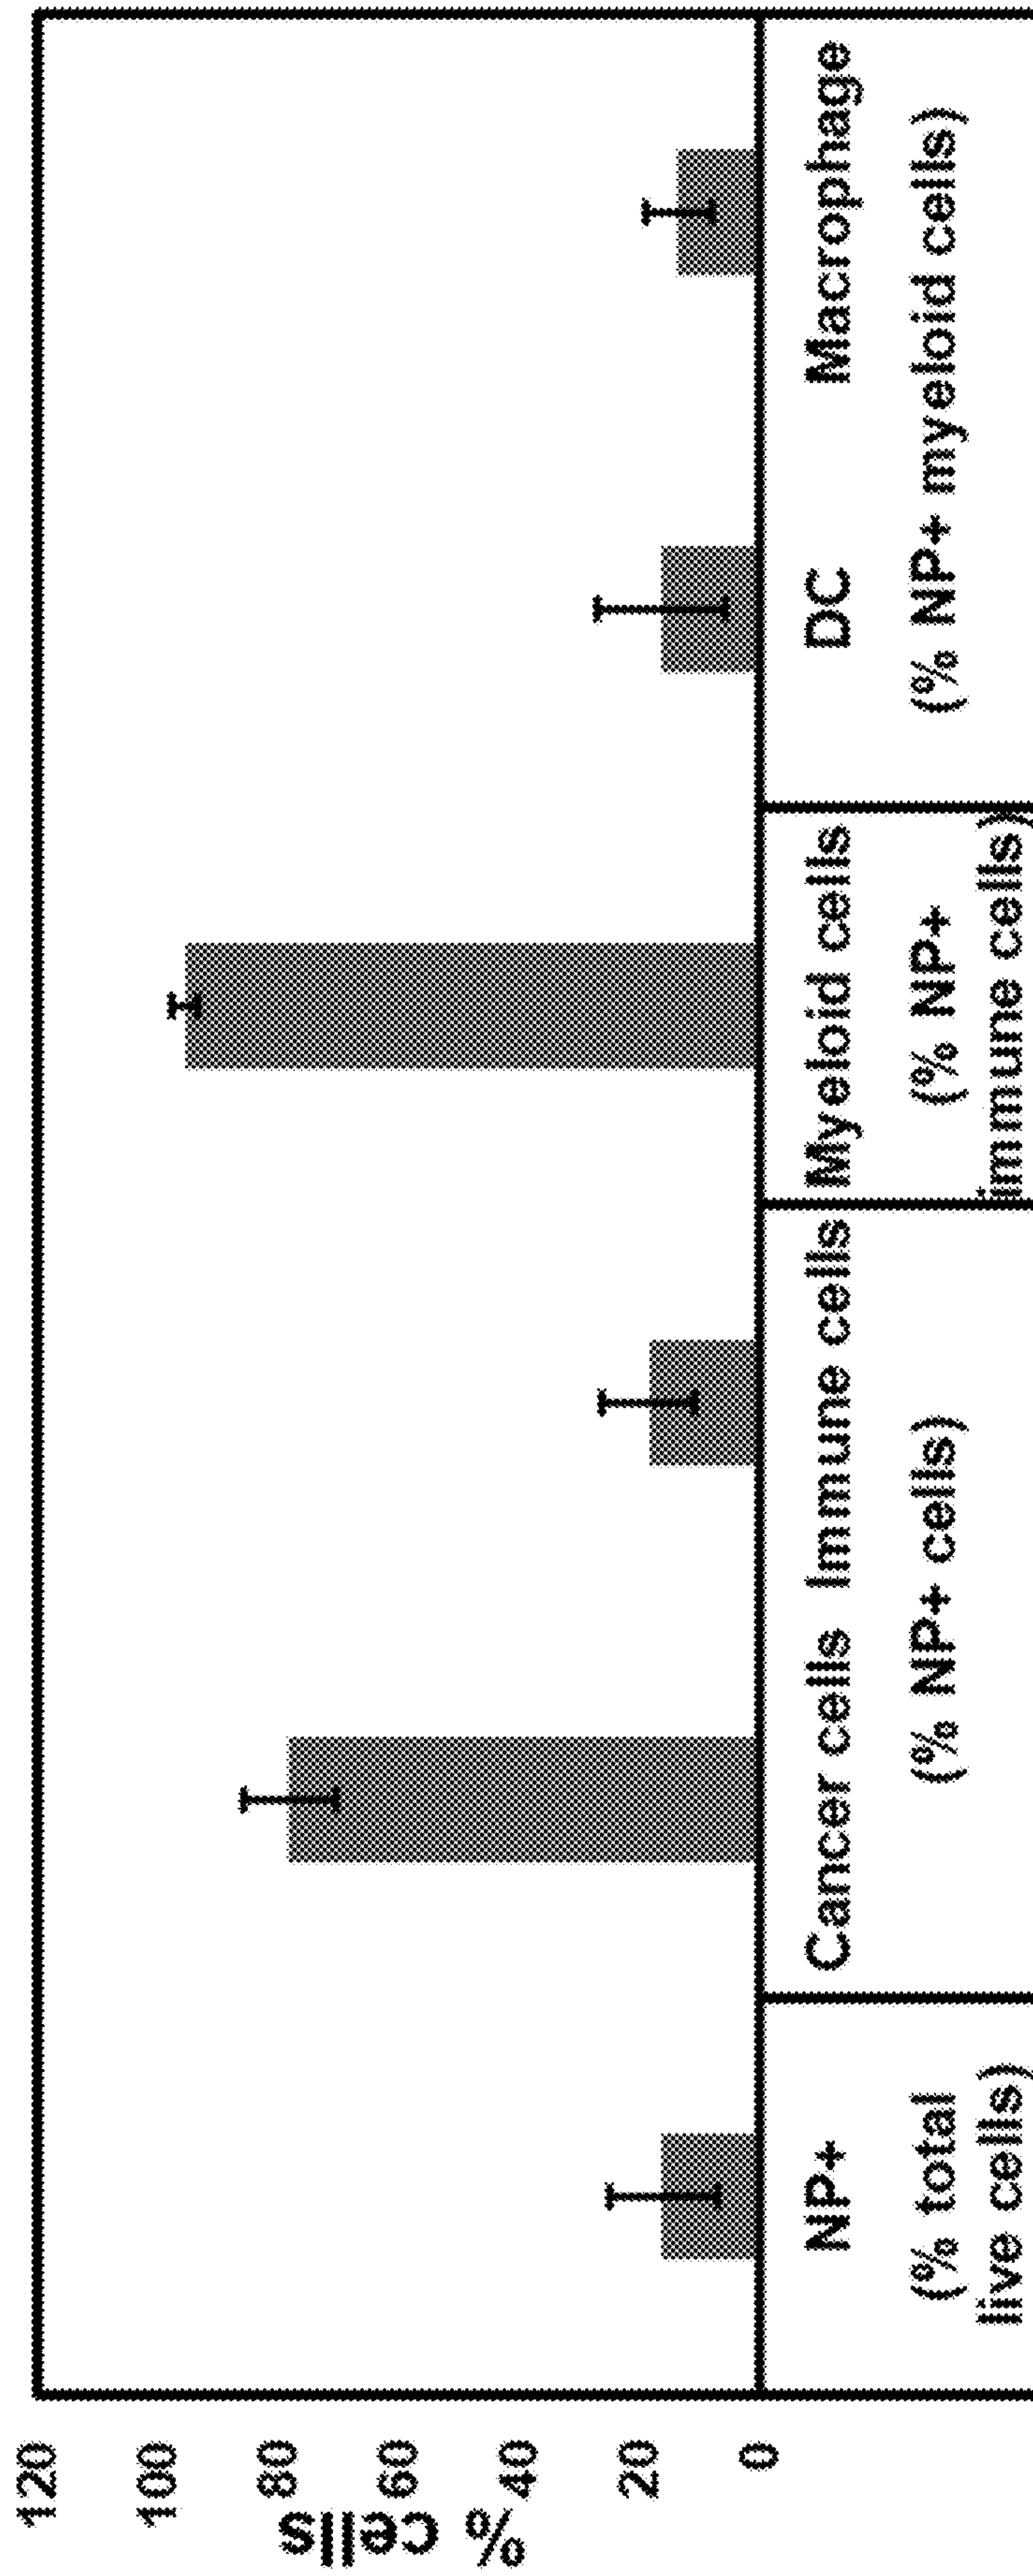 % cells
120
100
80
60
40
20
0
NP+
(% total
live cells)
Cancer cells
Immune cells
(% NP+ cells)
Myeloid cells
(% NP+
immune cells)
DC
Macrophage
(% NP+ myeloid cells)